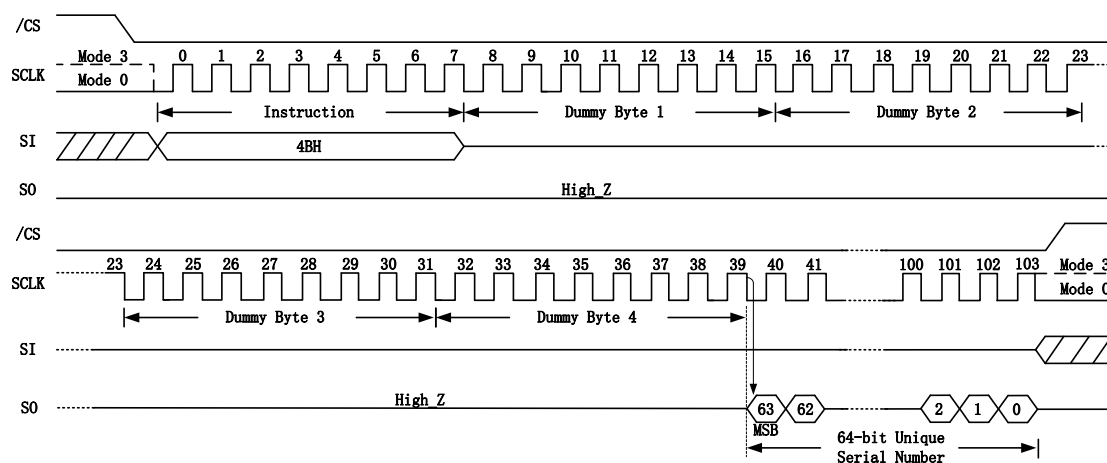 /CS
Mode 3 0 1 2 3 4 5 6 7 8 9 10 11 12 13 14 15 16 17 18 19 20 21 22 23
SCLK
Mode 0
Instruction Dummy Byte 1 Dummy Byte 2
SI 4BH
SO High_Z
/CS
23 24 25 26 27 28 29 30 31 32 33 34 35 36 37 38 39 40 41 100 101 102 103 Mode 3
SCLK
Mode 0
Dummy Byte 3 Dummy Byte 4
SI
SO High_Z 63 62 2 1 0
MSB 64-bit Unique
Serial Number